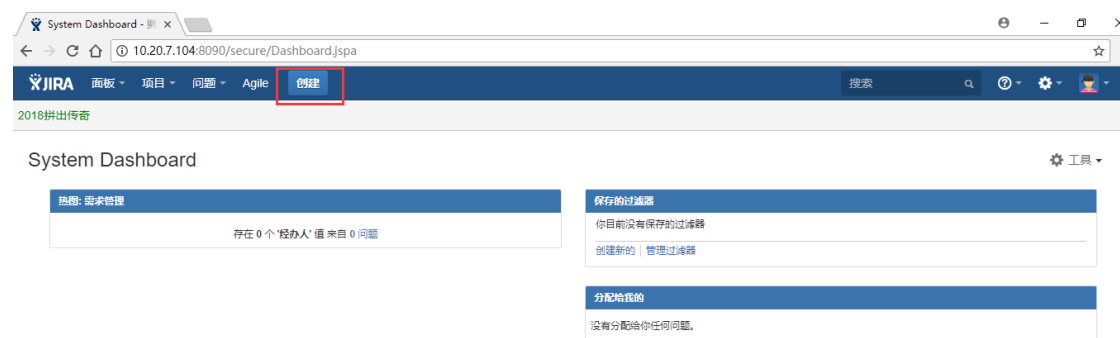 System Dashboard - 
10.20.7.104:8090/secure/Dashboard.jspa
JIRA 面板 项目 问题 Agile 创建 搜索
2018拼出传奇
System Dashboard 工具
热图: 需求管理
存在 0 个 '经办人' 值 来自 0 问题
保存的过滤器
你目前没有保存的过滤器
创建新的 | 管理过滤器
分配给我的
没有分配给你任何问题。